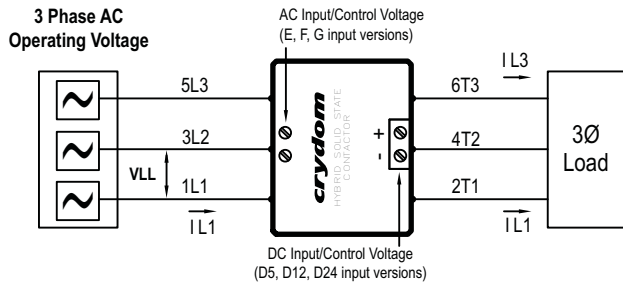 3 Phase AC
Operating Voltage
AC Input/Control Voltage
(E, F, G input versions)
5L3
3L2
VLL
1L1
I L1
crydom
HYBRID SOLID STATE
CONTACTOR
+
-
I L3
6T3
4T2
2T1
I L1
3Ø
Load
DC Input/Control Voltage
(D5, D12, D24 input versions)